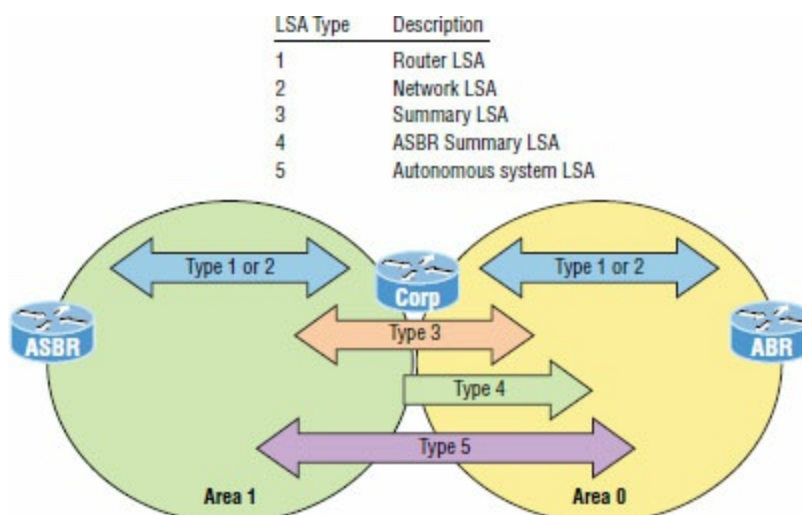 LSA Type Description
1 Router LSA
2 Network LSA
3 Summary LSA
4 ASBR Summary LSA
5 Autonomous system LSA
Type 1 or 2
Type 1 or 2
Corp
ASBR
Type 3
ABR
Type 4
Type 5
Area 1
Area 0